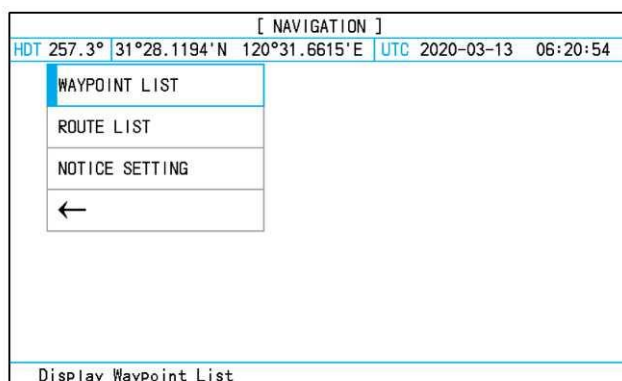 [ NAVIGATION ]
HDT 257.3° 31°28.1194'N 120°31.6615'E UTC 2020-03-13 06:20:54
WAYPOINT LIST
ROUTE LIST
NOTICE SETTING
←
Display Waypoint List